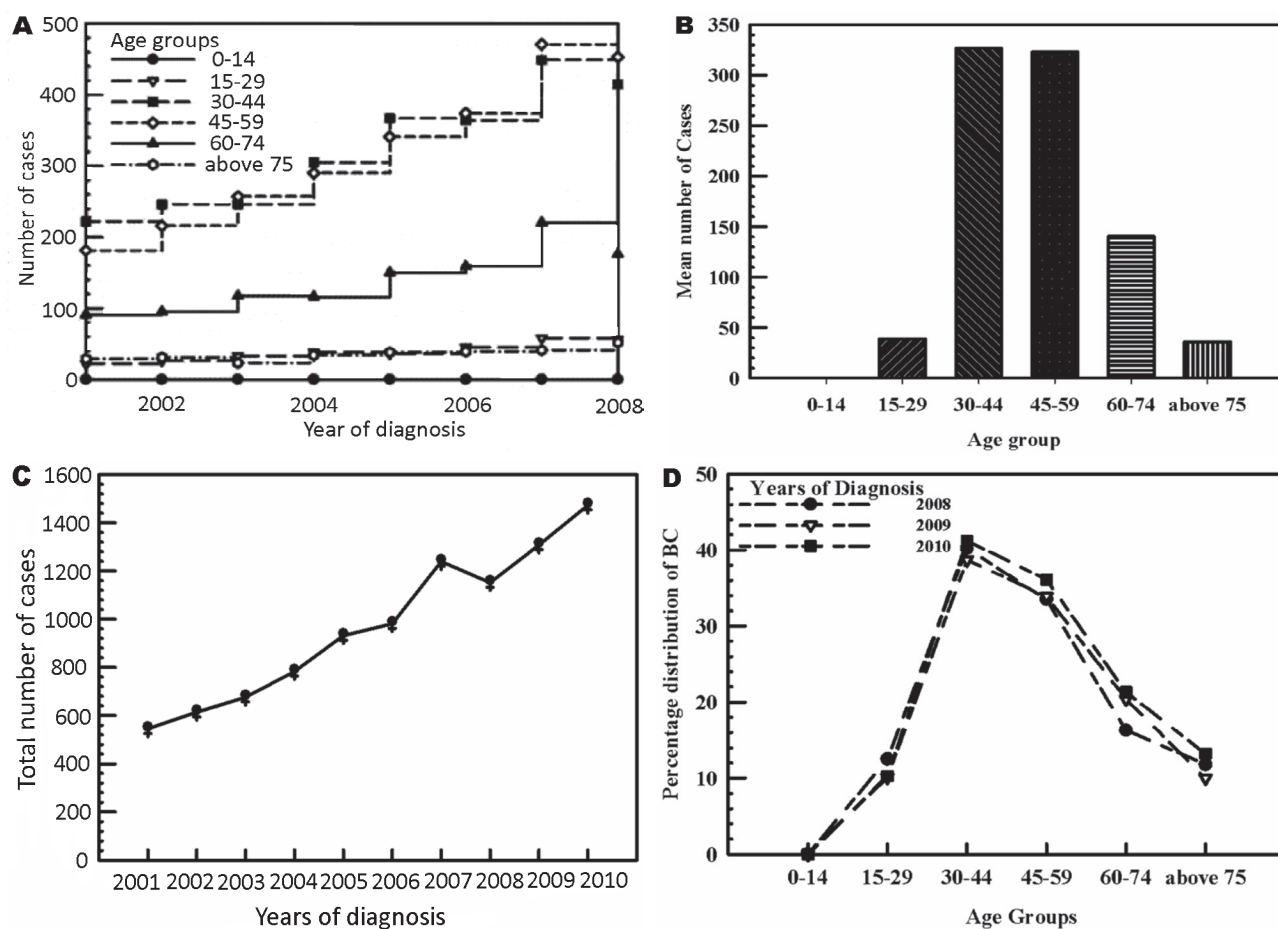 A
500
400
300
200
100
0
Number of cases
Age groups
0-14
15-29
30-44
45-59
60-74
above 75
2002
2004
2006
2008
Year of diagnosis
B
350
300
250
200
150
100
50
0
Mean number of Cases
0-14
15-29
30-44
45-59
60-74
above 75
Age group
C
1600
1400
1200
1000
800
600
400
200
0
Total number of cases
2001 2002 2003 2004 2005 2006 2007 2008 2009 2010
Years of diagnosis
D
50
40
30
20
10
0
Percentage distribution of BC
Years of Diagnosis
2008
2009
2010
0-14
15-29
30-44
45-59
60-74
above 75
Age Groups